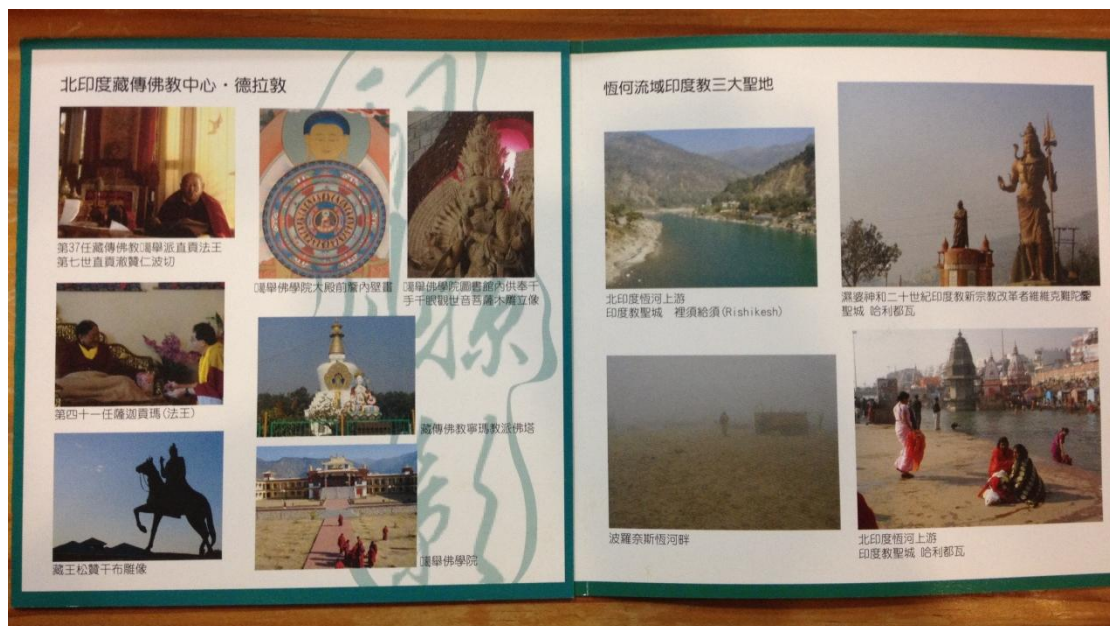 北印度藏傳佛教中心・德拉敦
第37任藏傳佛教噶舉派直貢法王
第七世直貢澈贊仁波切
噶舉佛學院大殿前簷內壁畫
噶舉佛學院圖書館內供奉千
手千眼觀世音菩薩木雕立像
第四十一任薩迦貢瑪(法王)
藏傳佛教寧瑪教派佛塔
藏王松贊干布雕像
噶舉佛學院
恆何流域印度教三大聖地
北印度恆河上游
印度教聖城 裡須給須(Rishikesh)
濕婆神和二十世紀印度教新宗教改革者維維克難陀
聖城 哈利都瓦
波羅奈斯恆河畔
北印度恆河上游
印度教聖城 哈利都瓦